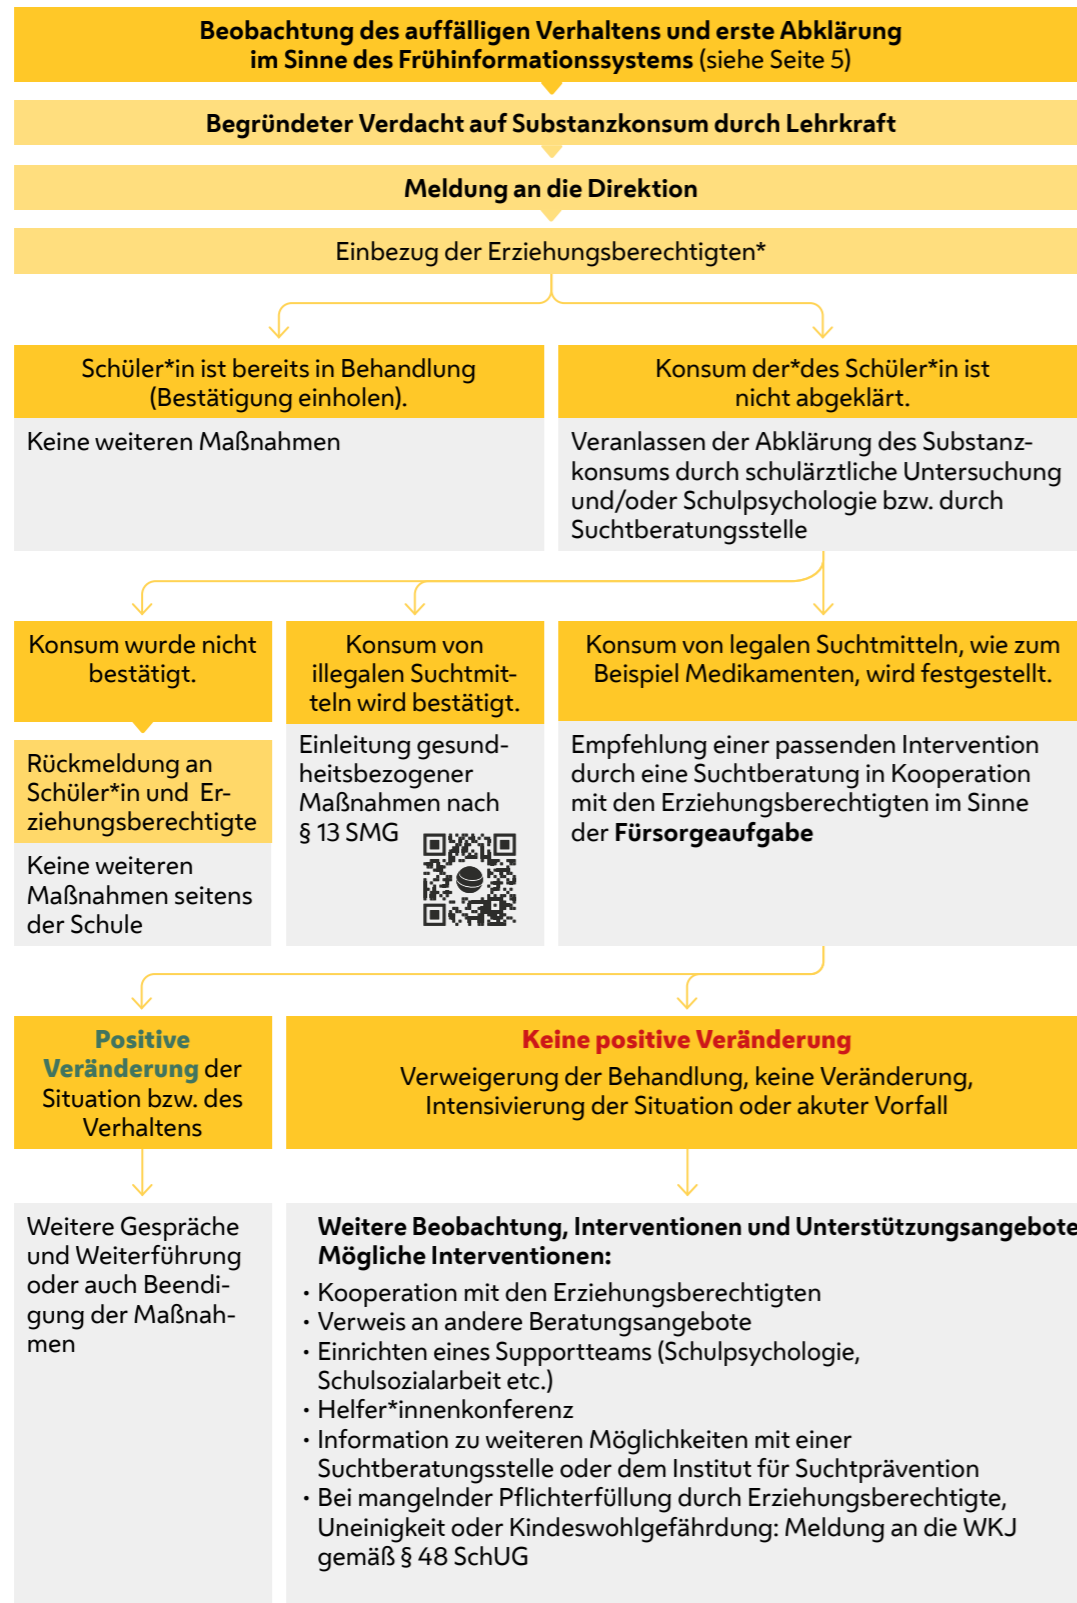 Beobachtung des auffälligen Verhaltens und erste Abklärung
im Sinne des Frühinformationssystems (siehe Seite 5)
Begründeter Verdacht auf Substanzkonsum durch Lehrkraft
Meldung an die Direktion
Einbezug der Erziehungsberechtigten*
Schüler*in ist bereits in Behandlung
(Bestätigung einholen).
Keine weiteren Maßnahmen
Konsum der*des Schüler*in ist
nicht abgeklärt.
Veranlassen der Abklärung des Substanz-
konsums durch schulärztliche Untersuchung
und/oder Schulpsychologie bzw. durch
Suchtberatungsstelle
Konsum wurde nicht
bestätigt.
Rückmeldung an
Schüler*in und Er-
ziehungsberechtigte
Keine weiteren
Maßnahmen seitens
der Schule
Konsum von
illegalen Suchtmit-
teln wird bestätigt.
Einleitung gesund-
heitsbezogener
Maßnahmen nach
§ 13 SMG
Konsum von legalen Suchtmitteln, wie zum
Beispiel Medikamenten, wird festgestellt.
Empfehlung einer passenden Intervention
durch eine Suchtberatung in Kooperation
mit den Erziehungsberechtigten im Sinne
der Fürsorgeaufgabe
Positive
Veränderung der
Situation bzw. des
Verhaltens
Weitere Gespräche
und Weiterführung
oder auch Beendi-
gung der Maßnah-
men
Keine positive Veränderung
Verweigerung der Behandlung, keine Veränderung,
Intensivierung der Situation oder akuter Vorfall
Weitere Beobachtung, Interventionen und Unterstützungsangebote
Mögliche Interventionen:
· Kooperation mit den Erziehungsberechtigten
· Verweis an andere Beratungsangebote
· Einrichten eines Supportteams (Schulpsychologie,
Schulsozialarbeit etc.)
· Helfer*innenkonferenz
· Information zu weiteren Möglichkeiten mit einer
Suchtberatungsstelle oder dem Institut für Suchtprävention
· Bei mangelnder Pflichterfüllung durch Erziehungsberechtigte,
Uneinigkeit oder Kindeswohlgefährdung: Meldung an die WKJ
gemäß § 48 SchUG